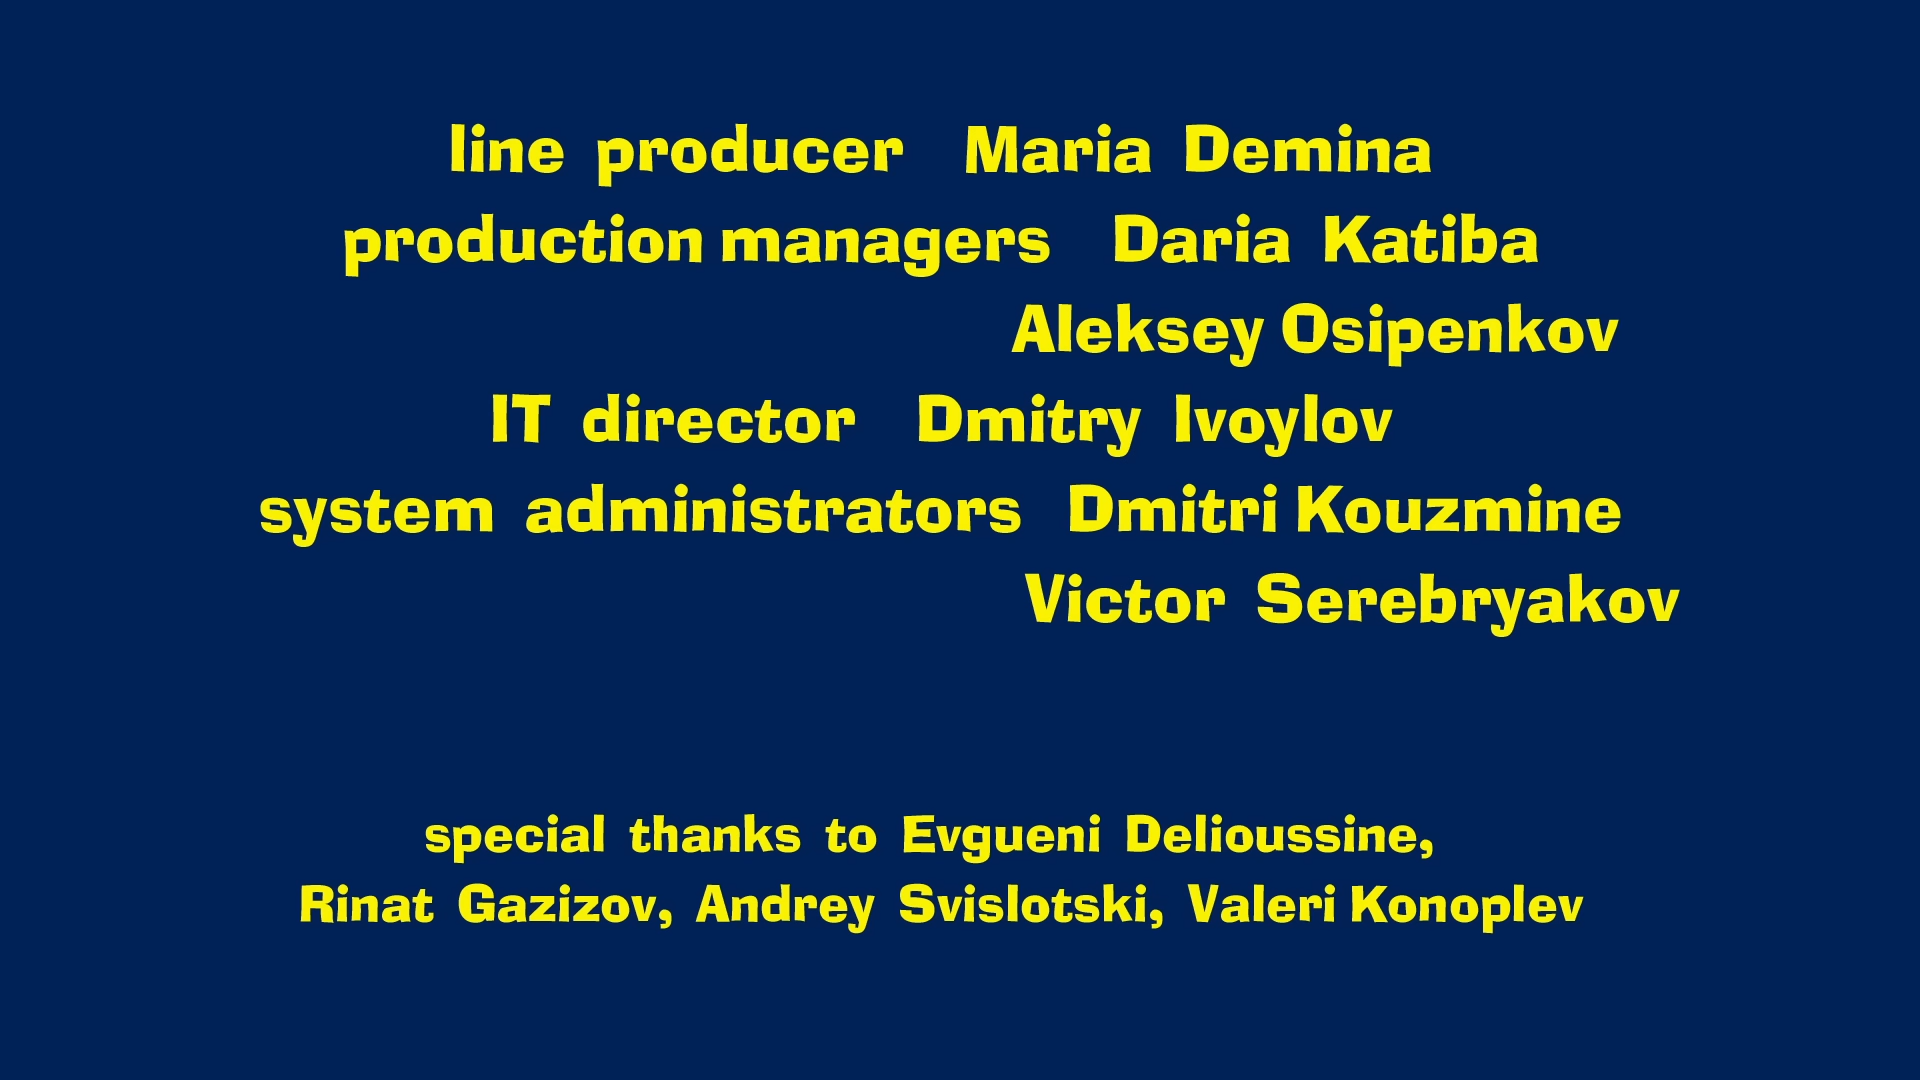 line producer Maria Demina
production managers Daria Katiba
Aleksey Osipenkov
IT director Dmitry Ivoylov
system administrators Dmitri Kouzmine
Victor Serebryakov
special thanks to Evgueni Delioussine,
Rinat Gazizov, Andrey Svislotski, Valeri Konoplev